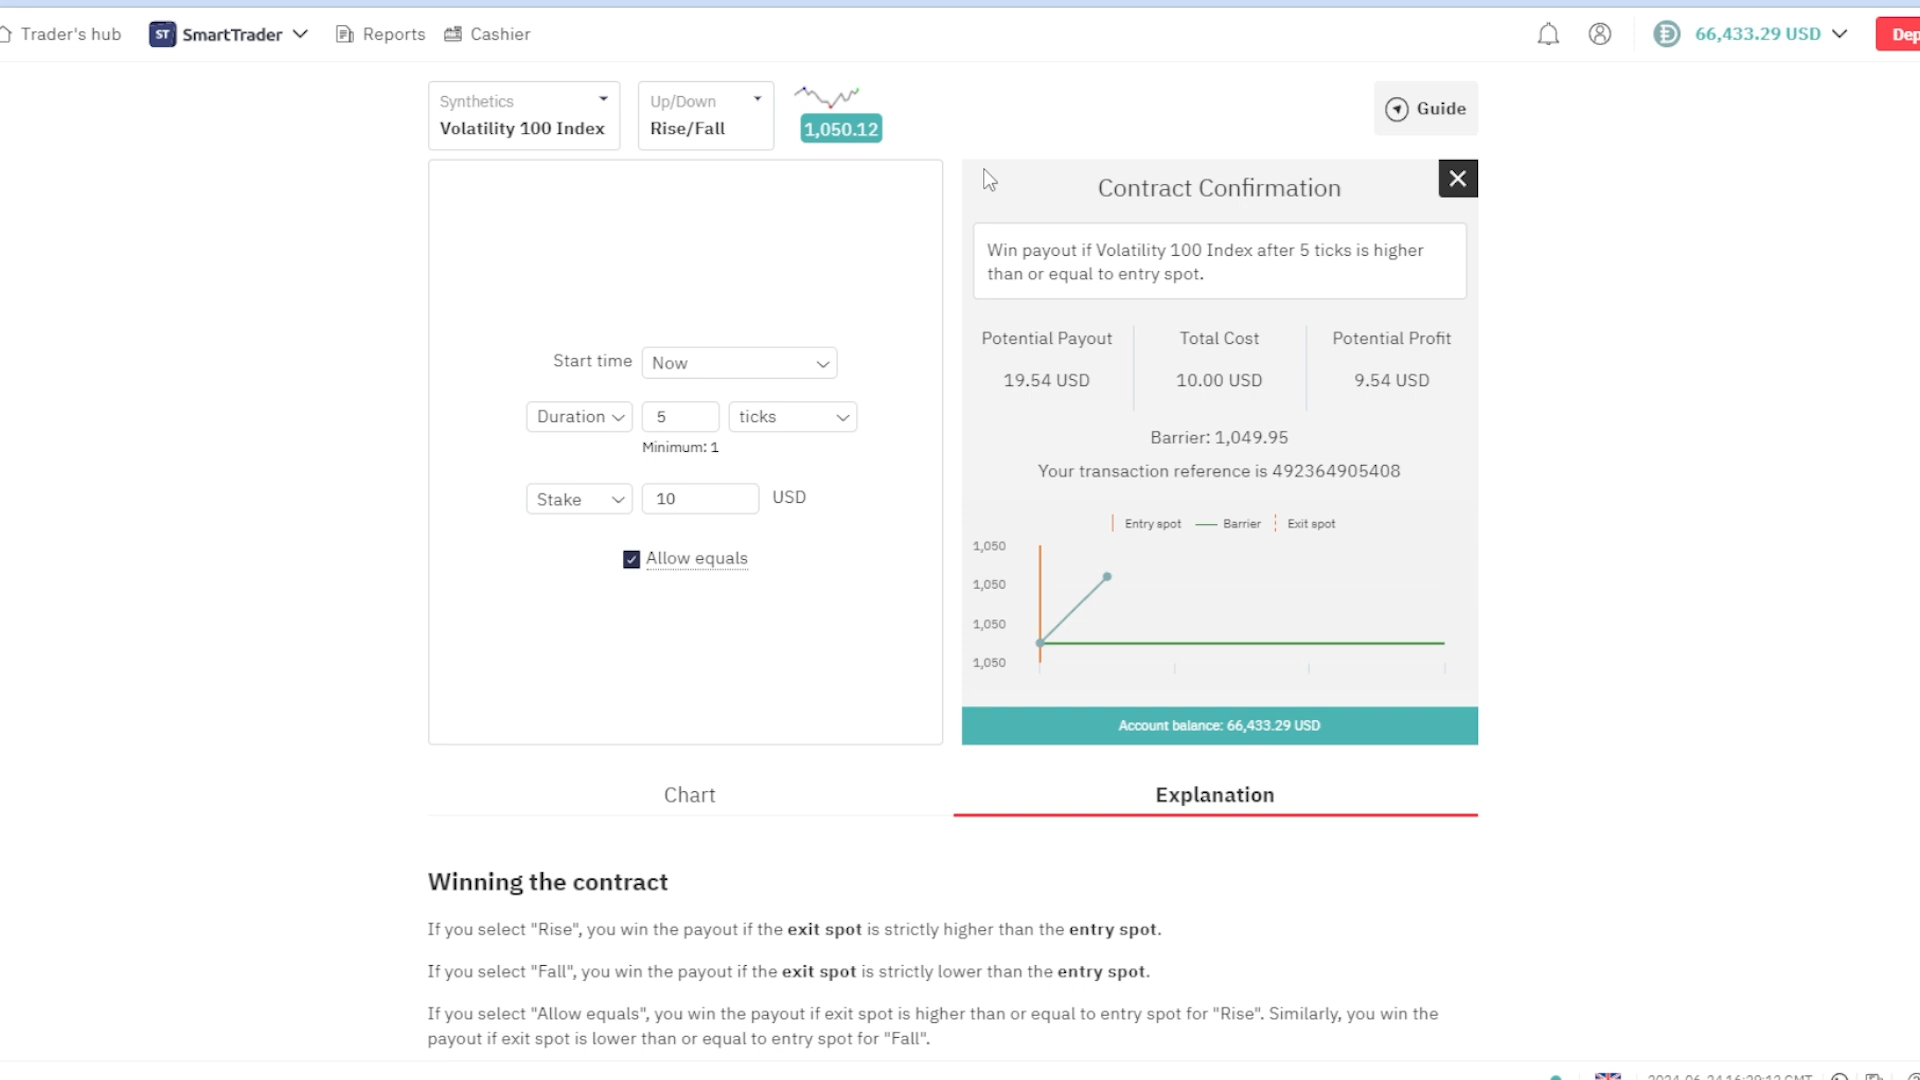 Trader's hub ST SmartTrader Reports Cashier 66,433.29 USD Dep
Synthetics
Volatility 100 Index
Up/Down
Rise/Fall
1,050.12
Guide
Start time Now
Duration 5 ticks
Minimum: 1
Stake 10 USD
Allow equals
Contract Confirmation
Win payout if Volatility 100 Index after 5 ticks is higher
than or equal to entry spot.
Potential Payout Total Cost Potential Profit
19.54 USD 10.00 USD 9.54 USD
Barrier: 1,049.95
Your transaction reference is 492364905408
Entry spot Barrier Exit spot
1,050
1,050
1,050
1,050
Account balance: 66,433.29 USD
Chart Explanation
Winning the contract
If you select "Rise", you win the payout if the exit spot is strictly higher than the entry spot.
If you select "Fall", you win the payout if the exit spot is strictly lower than the entry spot.
If you select "Allow equals", you win the payout if exit spot is higher than or equal to entry spot for "Rise". Similarly, you win the
payout if exit spot is lower than or equal to entry spot for "Fall".